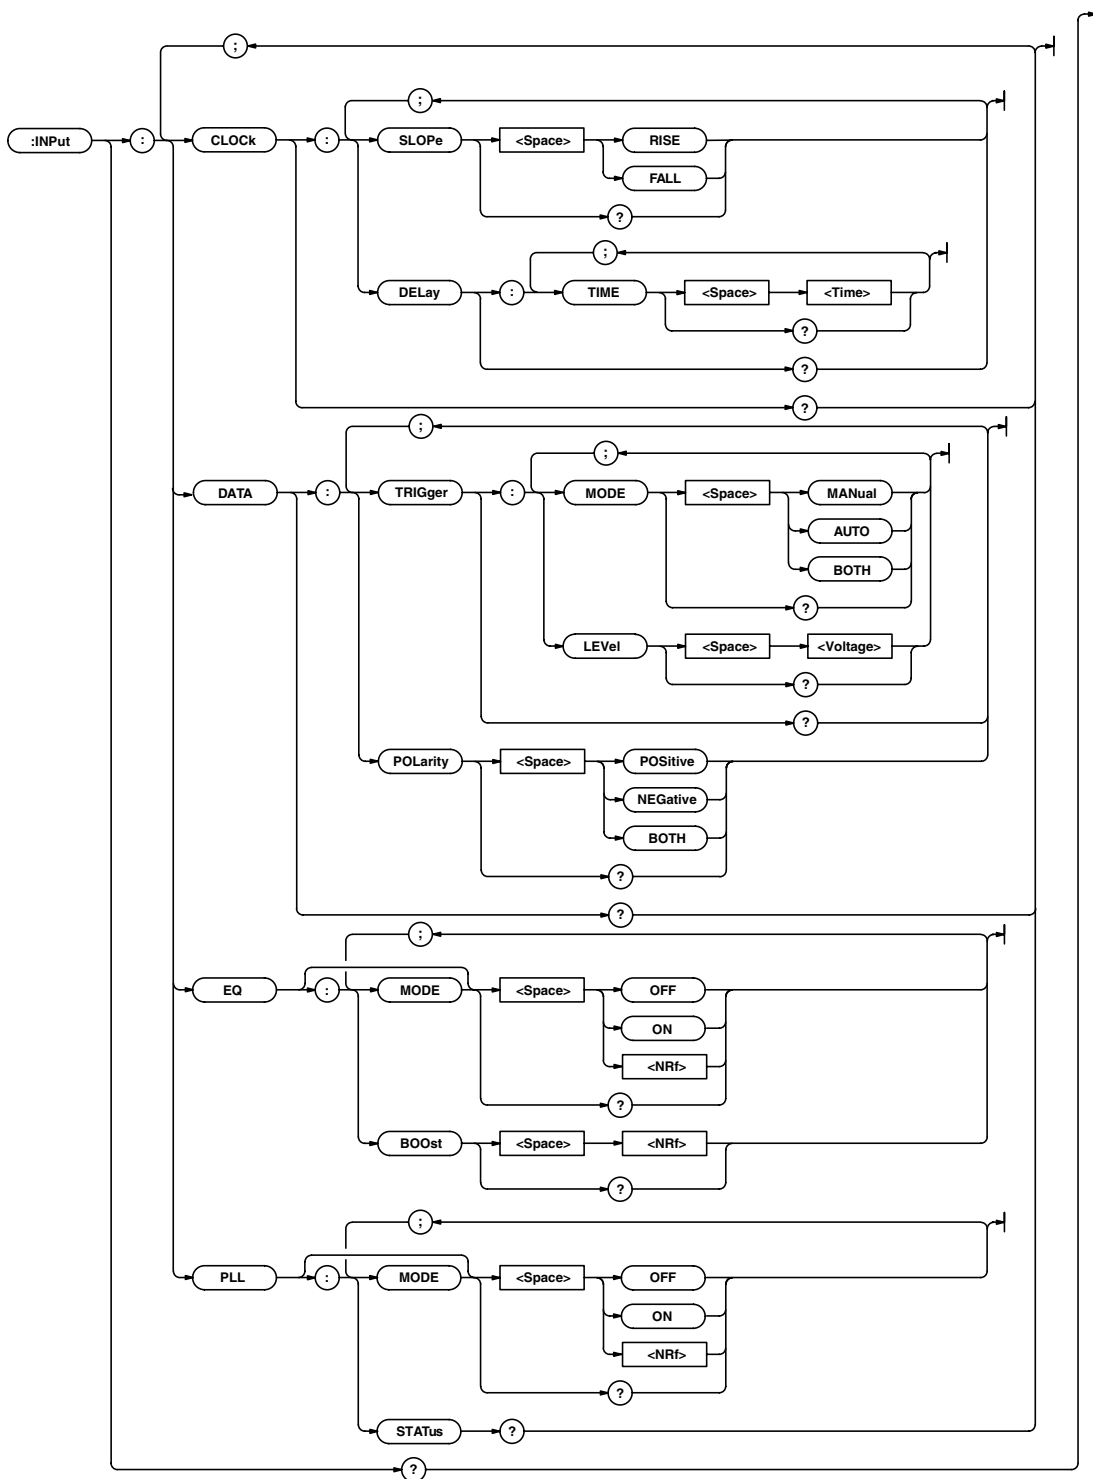 ;
;
:INPut : CLOCk : SLOPe <Space> RISE
FALL
?
;
DELay : TIME <Space> <Time>
?
?
?
;
;
DATA : TRIGger : MODE <Space> MANual
AUTO
BOTH
?
LEVel <Space> <Voltage>
?
?
POLarity <Space> POSitive
NEGative
BOTH
?
?
;
EQ : MODE <Space> OFF
ON
<NRf>
?
BOOst <Space> <NRf>
?
;
PLL : MODE <Space> OFF
ON
<NRf>
?
STATus ?
?